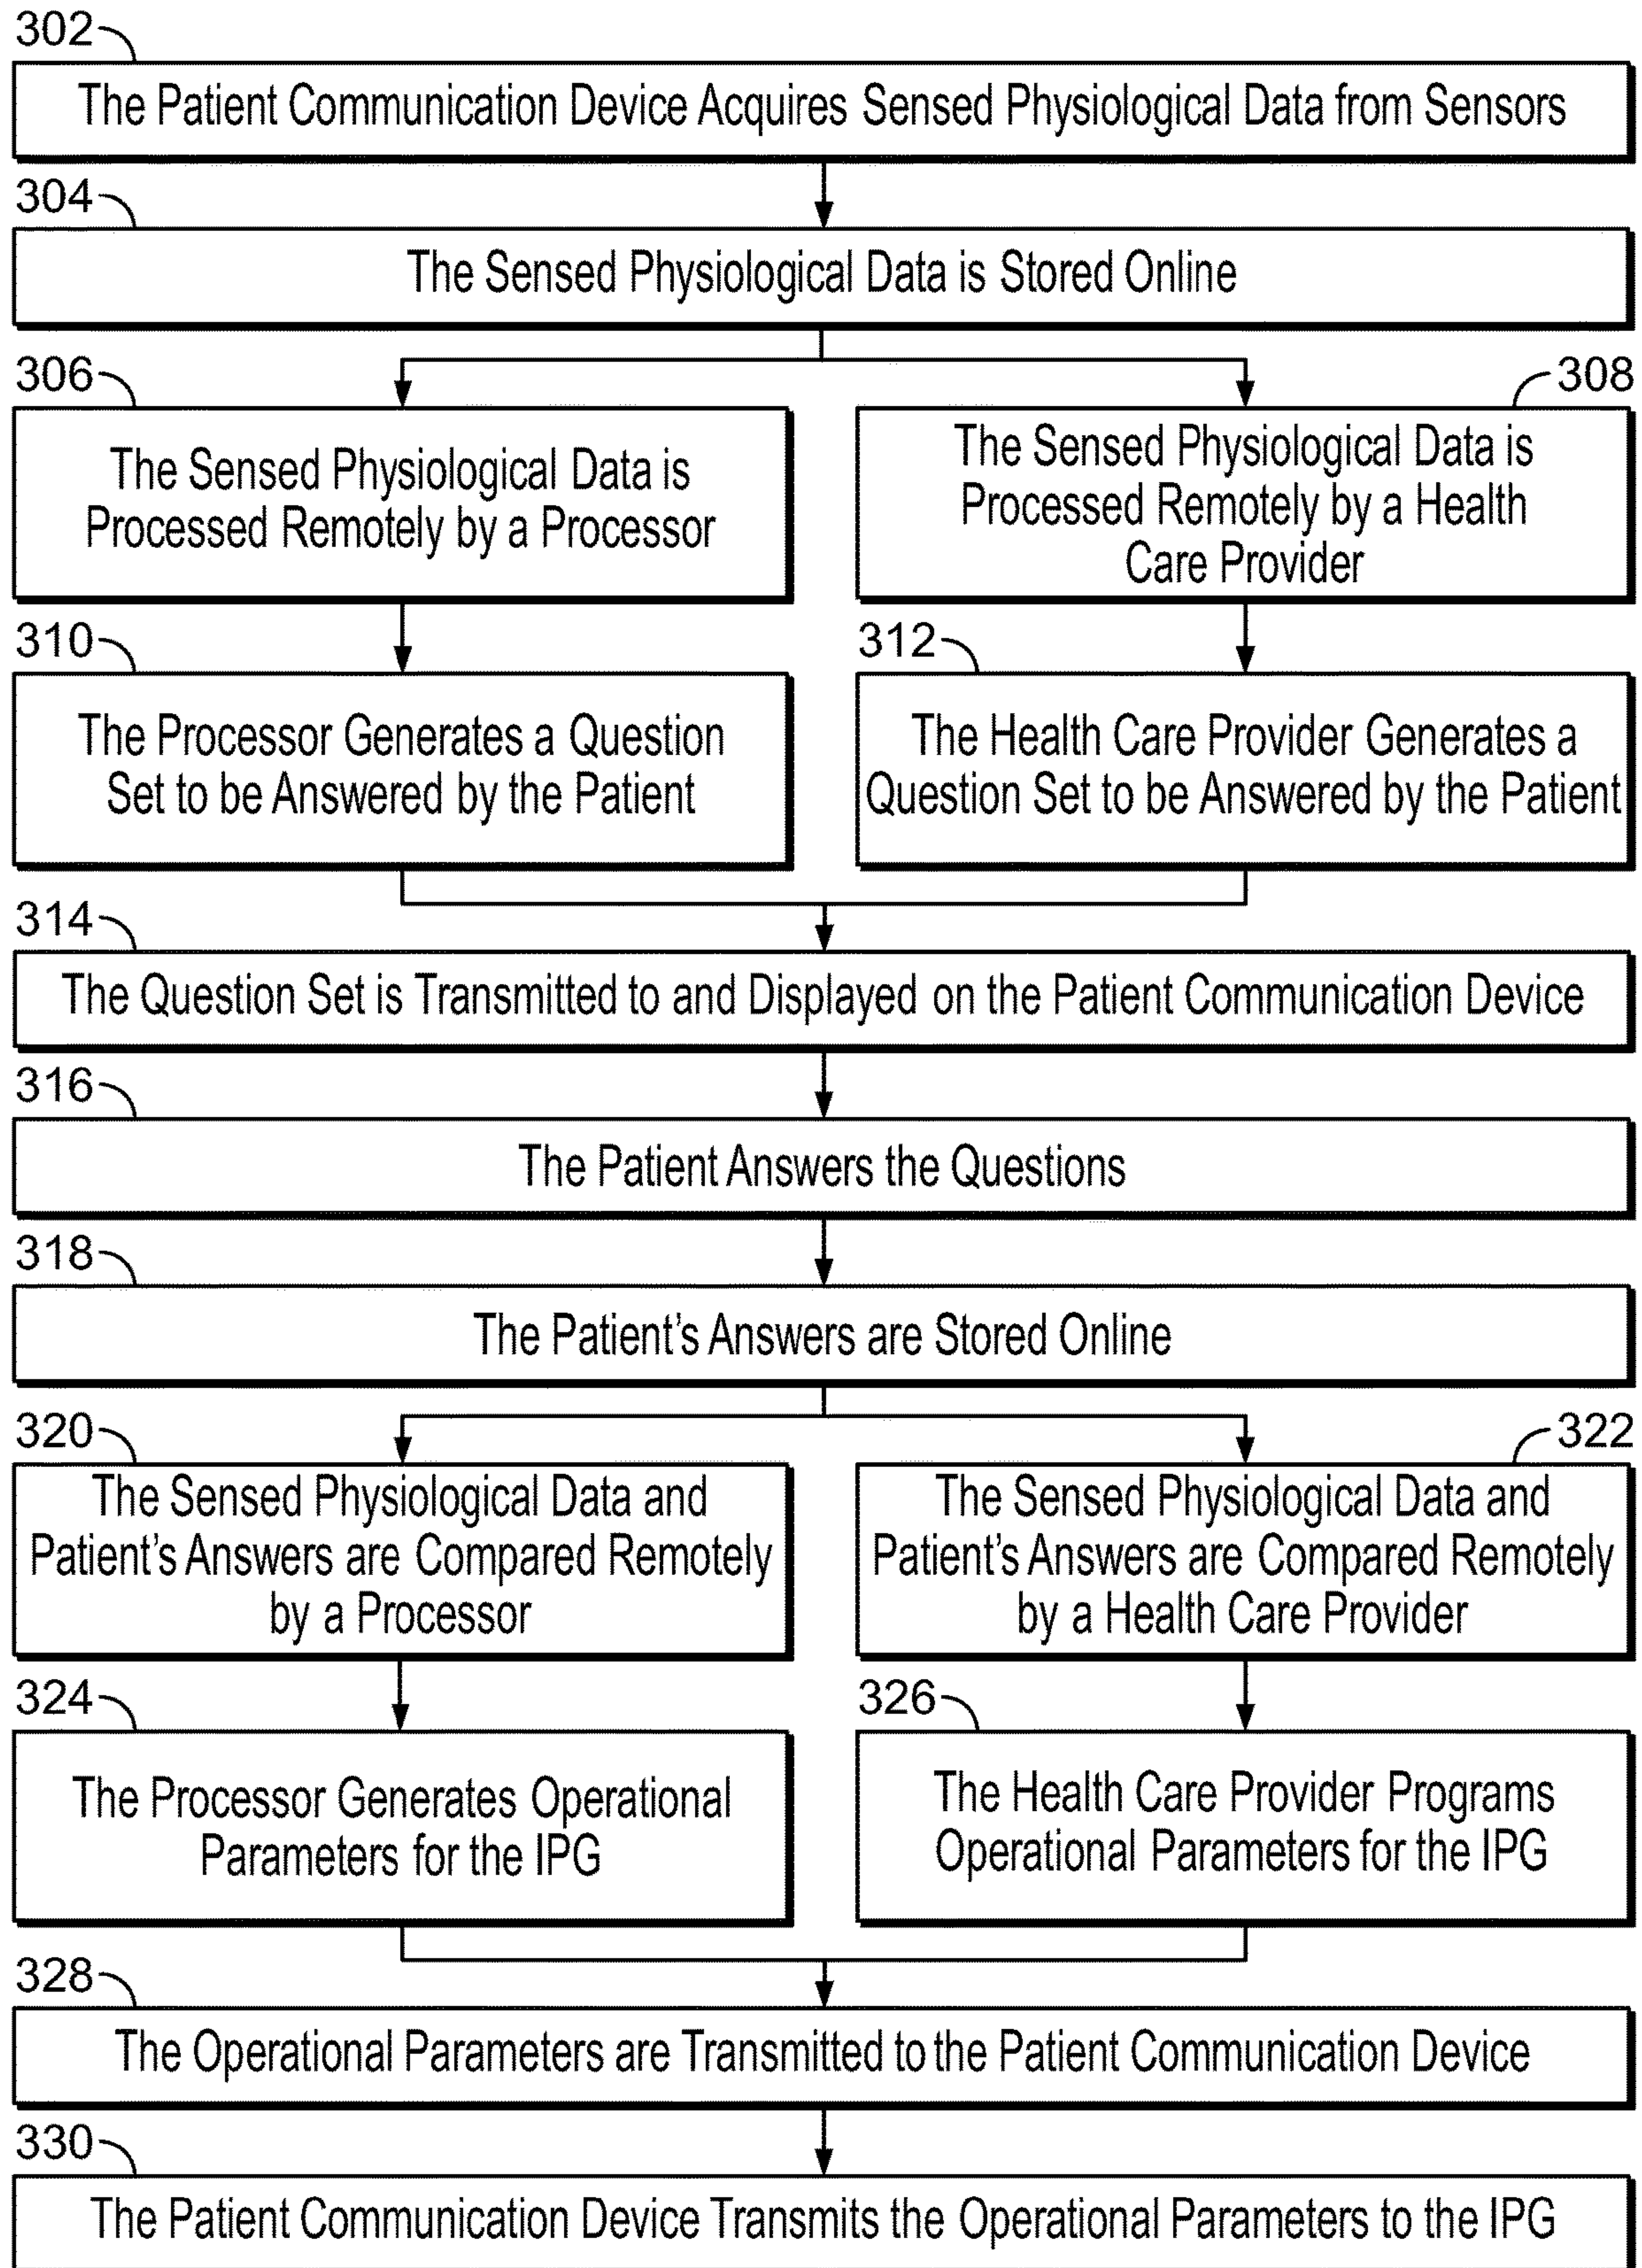 302
The Patient Communication Device Acquires Sensed Physiological Data from Sensors
304
The Sensed Physiological Data is Stored Online
306
The Sensed Physiological Data is
Processed Remotely by a Processor
308
The Sensed Physiological Data is
Processed Remotely by a Health
Care Provider
310
The Processor Generates a Question
Set to be Answered by the Patient
312
The Health Care Provider Generates a
Question Set to be Answered by the Patient
314
The Question Set is Transmitted to and Displayed on the Patient Communication Device
316
The Patient Answers the Questions
318
The Patient's Answers are Stored Online
320
The Sensed Physiological Data and
Patient's Answers are Compared Remotely
by a Processor
322
The Sensed Physiological Data and
Patient's Answers are Compared Remotely
by a Health Care Provider
324
The Processor Generates Operational
Parameters for the IPG
326
The Health Care Provider Programs
Operational Parameters for the IPG
328
The Operational Parameters are Transmitted to the Patient Communication Device
330
The Patient Communication Device Transmits the Operational Parameters to the IPG